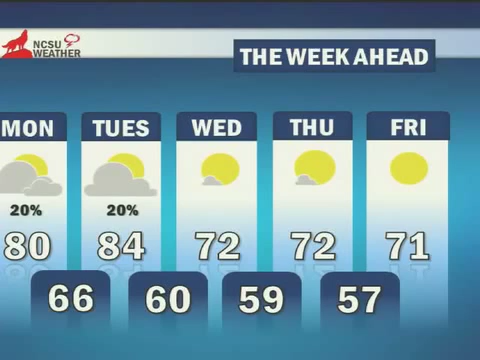 NCSU
WEATHER
THE WEEK AHEAD
MON TUES WED THU FRI
20% 20%
80 84 72 72 71
66 60 59 57